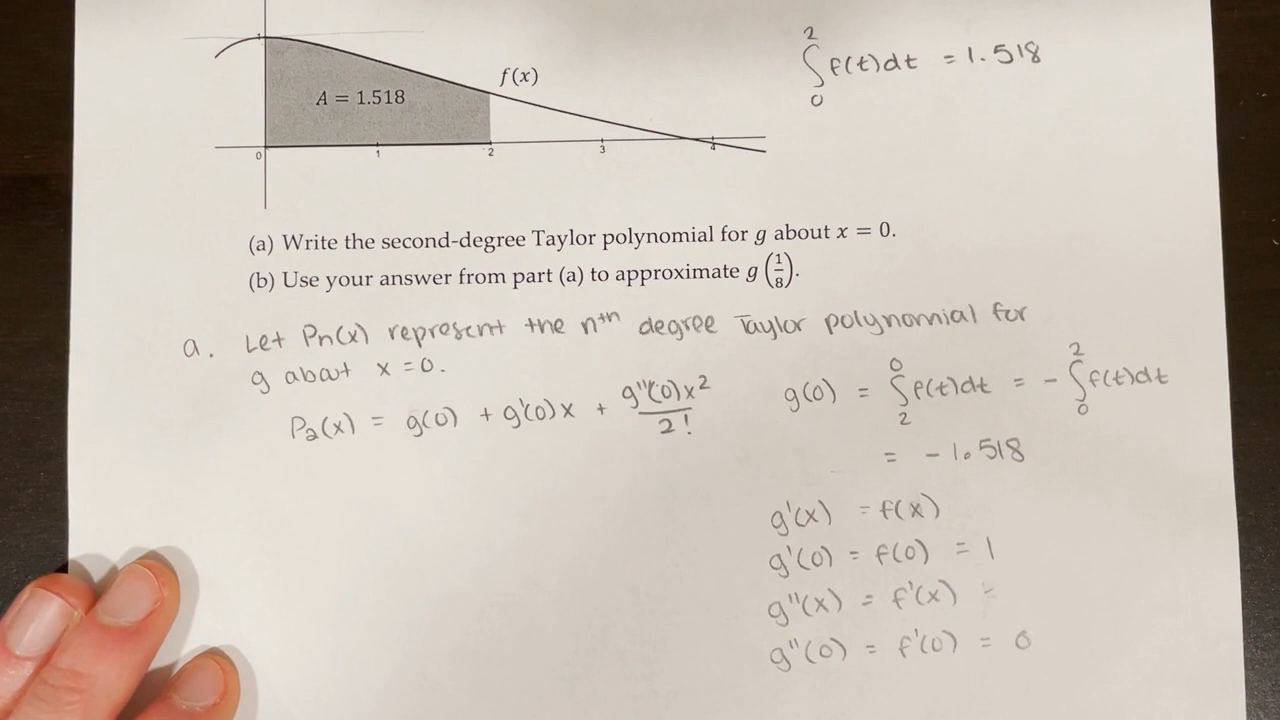 1
f(x)
A = 1.518
0 1 2 3 4
∫₀² f(t)dt = 1.518
(a) Write the second-degree Taylor polynomial for g about x = 0.
(b) Use your answer from part (a) to approximate g (1/8).
a. Let Pn(x) represent the nᵗʰ degree Taylor polynomial for
g about x = 0.
P₂(x) = g(0) + g'(0)x + g''(0)x²/2!
g(0) = ∫₂⁰ f(t)dt = - ∫₀² f(t)dt
= - 1.518
g'(x) = f(x)
g'(0) = f(0) = 1
g''(x) = f'(x) =
g''(0) = f'(0) = 0